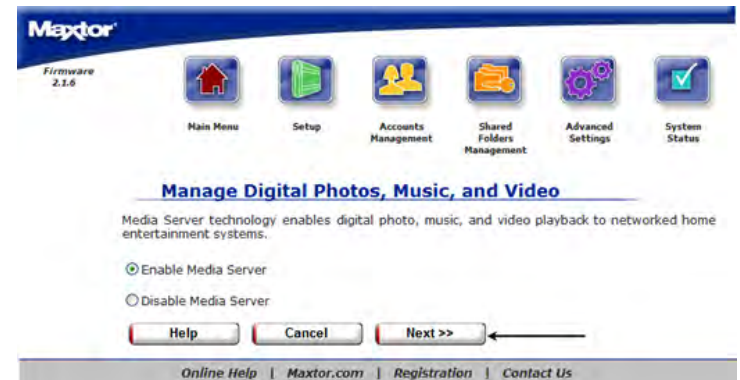 Maxtor
Firmware
2.1.6
Main Menu
Setup
Accounts
Management
Shared
Folders
Management
Advanced
Settings
System
Status
Manage Digital Photos, Music, and Video
Media Server technology enables digital photo, music, and video playback to networked home
entertainment systems.
Enable Media Server
Disable Media Server
Help
Cancel
Next >>
Online Help | Maxtor.com | Registration | Contact Us